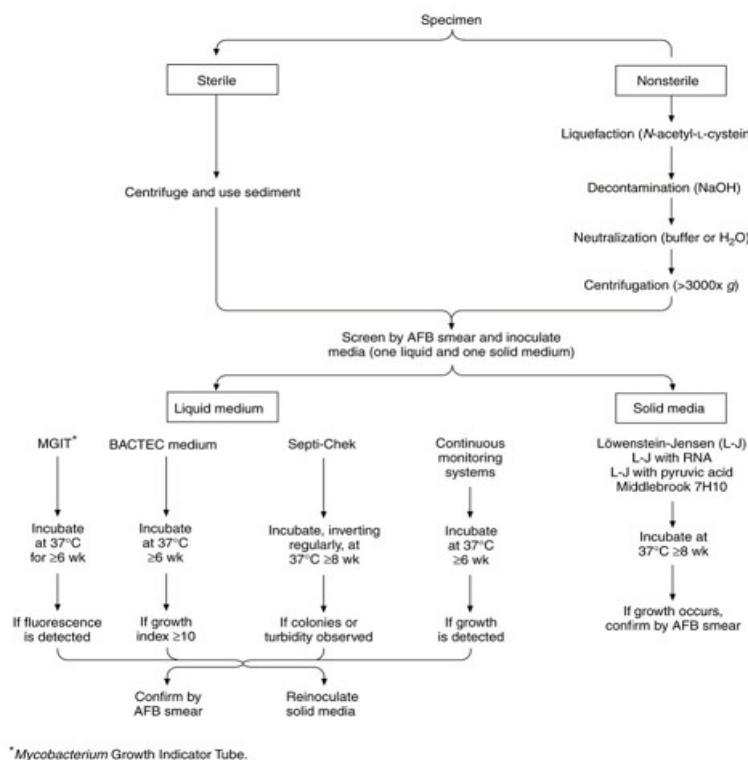 Specimen
Sterile
Nonsterile
Liquefaction (N-acetyl-L-cystein
Centrifuge and use sediment
Decontamination (NaOH)
Neutralization (buffer or H₂O)
Centrifugation (>3000x g)
Screen by AFB smear and inoculate
media (one liquid and one solid medium)
Liquid medium
Solid media
MGIT*
BACTEC medium
Septi-Chek
Continuous
monitoring
systems
Löwenstein-Jensen (L-J)
L-J with RNA
L-J with pyruvic acid
Middlebrook 7H10
Incubate
at 37°C
for ≥6 wk
Incubate
at 37°C
≥6 wk
Incubate, inverting
regularly, at
37°C ≥8 wk
Incubate
at 37°C
≥6 wk
Incubate at
37°C ≥8 wk
If fluorescence
is detected
If growth
index ≥10
If colonies or
turbidity observed
If growth
is detected
If growth occurs,
confirm by AFB smear
Confirm by
AFB smear
Reinoculate
solid media
*Mycobacterium Growth Indicator Tube.